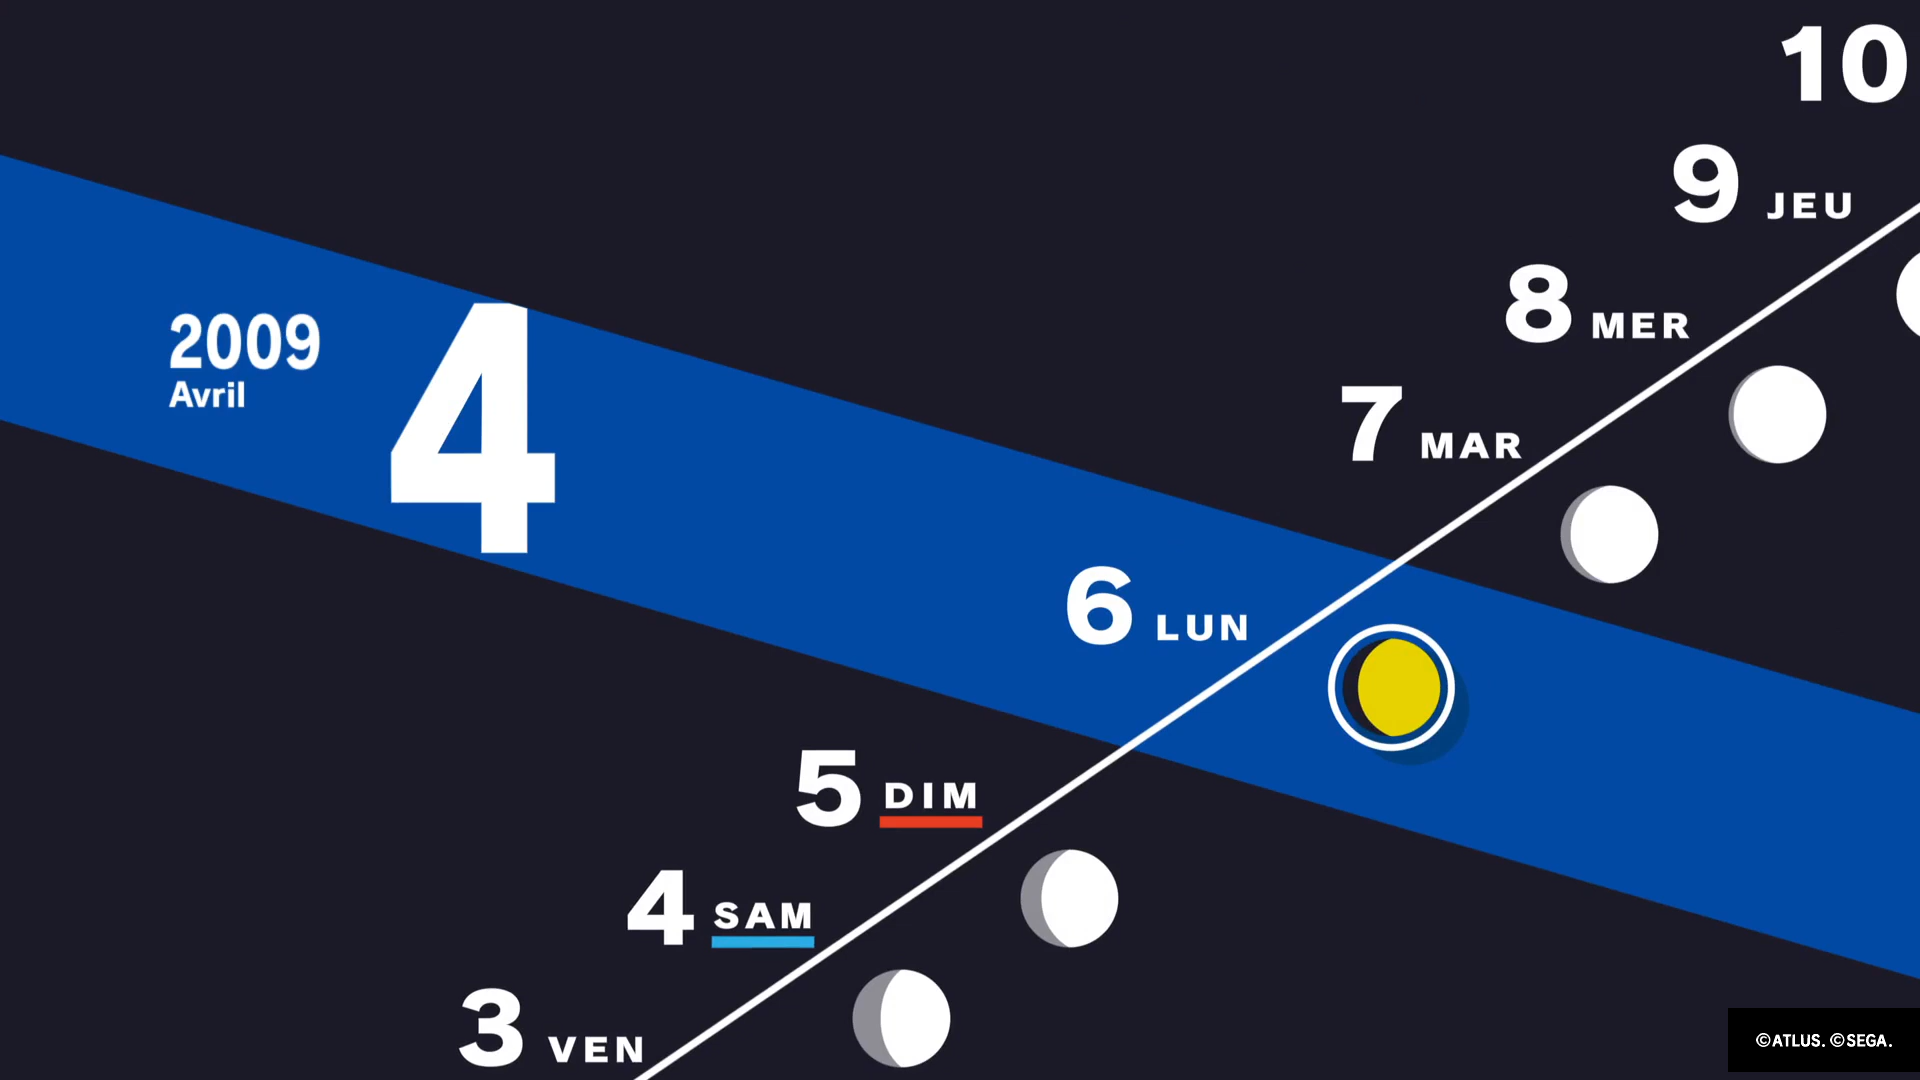 2009
Avril
4
10
9 JEU
8 MER
7 MAR
6 LUN
5 DIM
4 SAM
3 VEN
©ATLUS. ©SEGA.